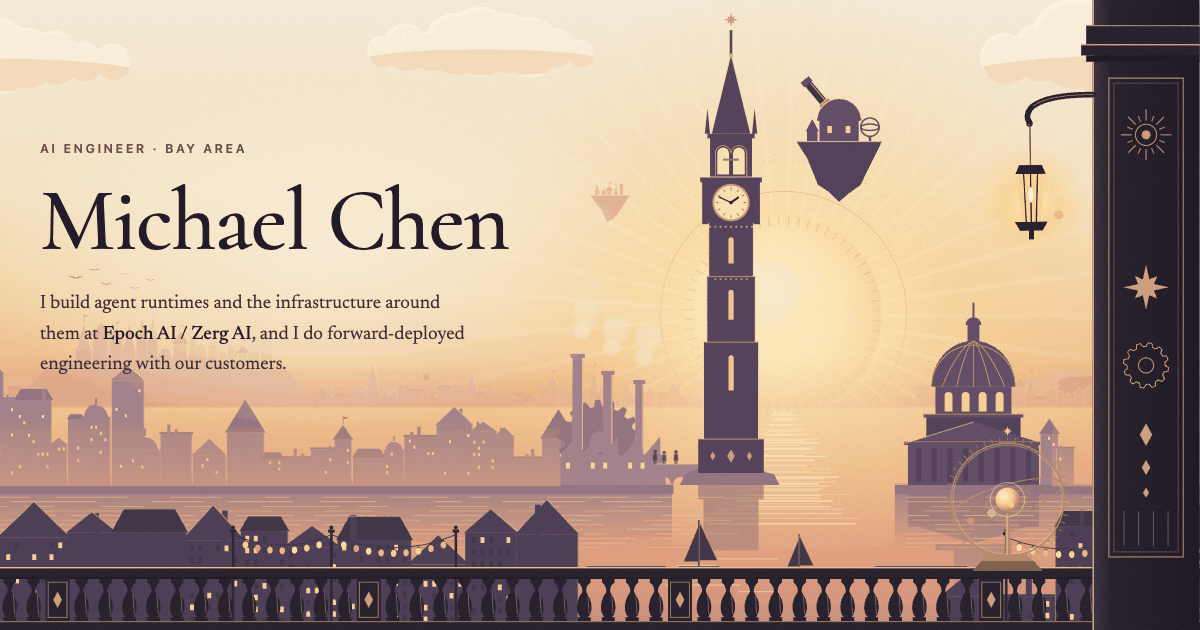 AI ENGINEER · BAY AREA
Michael Chen
I build agent runtimes and the infrastructure around
them at Epoch AI / Zerg AI, and I do forward-deployed
engineering with our customers.